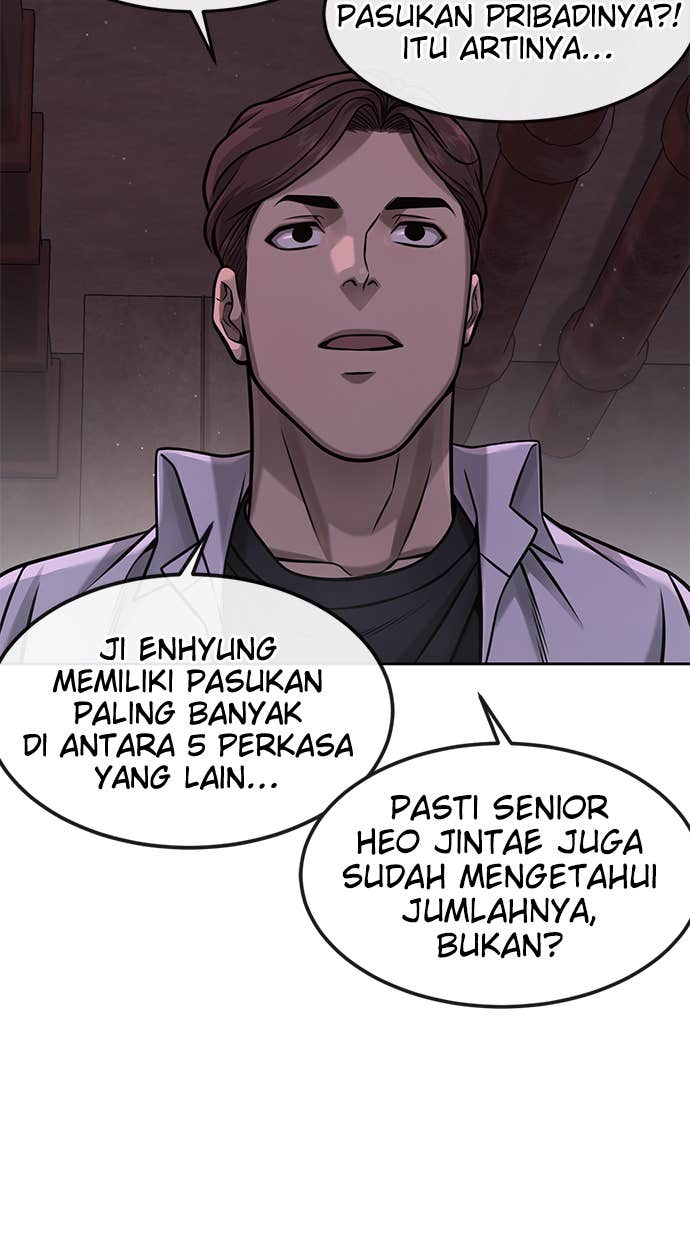 PASUKAN PRIBADINYA?!
ITU ARTINYA...
JI ENHYUNG
MEMILIKI PASUKAN
PALING BANYAK
DI ANTARA 5 PERKASA
YANG LAIN...
PASTI SENIOR
HEO JINTAE JUGA
SUDAH MENGETAHUI
JUMLAHNYA,
BUKAN?